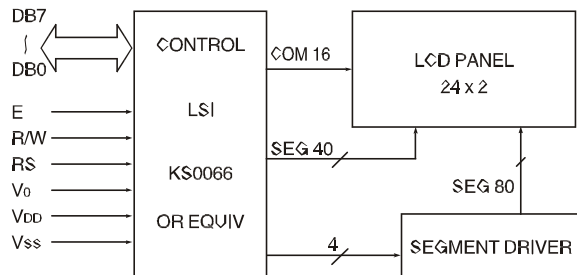 DB7
DB0
E
R/W
RS
V0
VDD
VSS
CONTROL
LSI
KS0066
OR EQUIV
COM 16
SEG 40
4
LCD PANEL
24 x 2
SEG 80
SEGMENT DRIVER